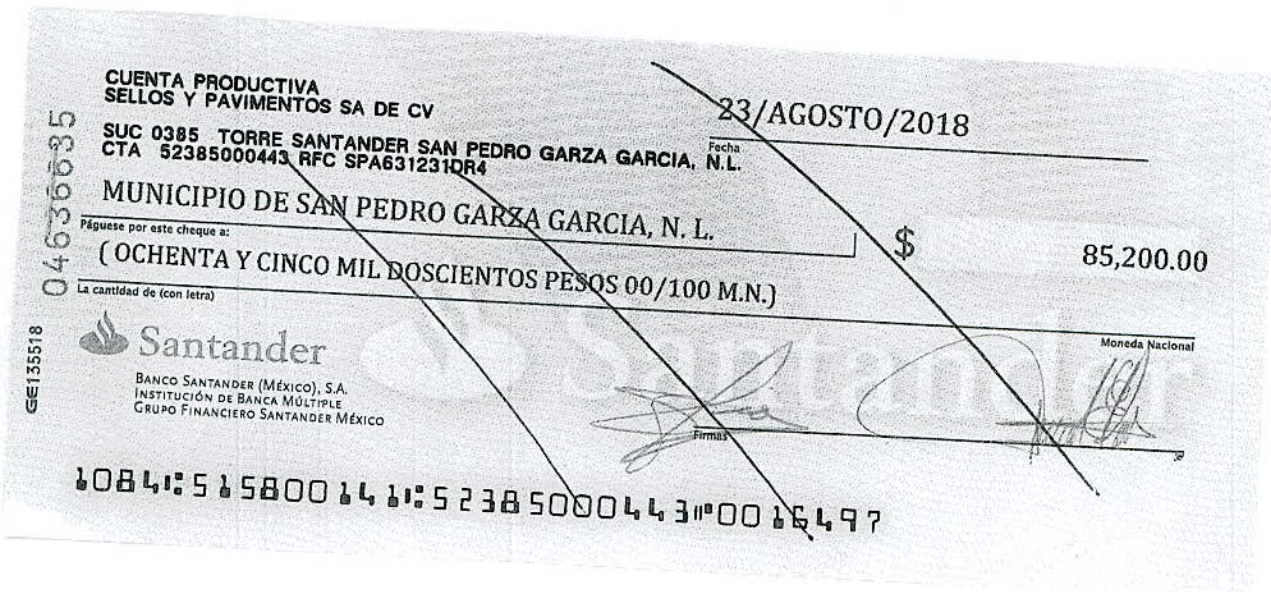 CUENTA PRODUCTIVA
SELLOS Y PAVIMENTOS SA DE CV
SUC 0385 TORRE SANTANDER SAN PEDRO GARZA GARCIA, N.L.
CTA 52385000443 RFC SPA631231DR4
23/AGOSTO/2018
Fecha
MUNICIPIO DE SAN PEDRO GARZA GARCIA, N. L.
Páguese por este cheque a:
$ 85,200.00
( OCHENTA Y CINCO MIL DOSCIENTOS PESOS 00/100 M.N.)
La cantidad de (con letra)
Moneda Nacional
Santander
Santander
BANCO SANTANDER (MÉXICO), S.A.
INSTITUCIÓN DE BANCA MÚLTIPLE
GRUPO FINANCIERO SANTANDER MÉXICO
Firmas
04636635
GE135518
1084⑆515800141⑆52385000443⑈0016497